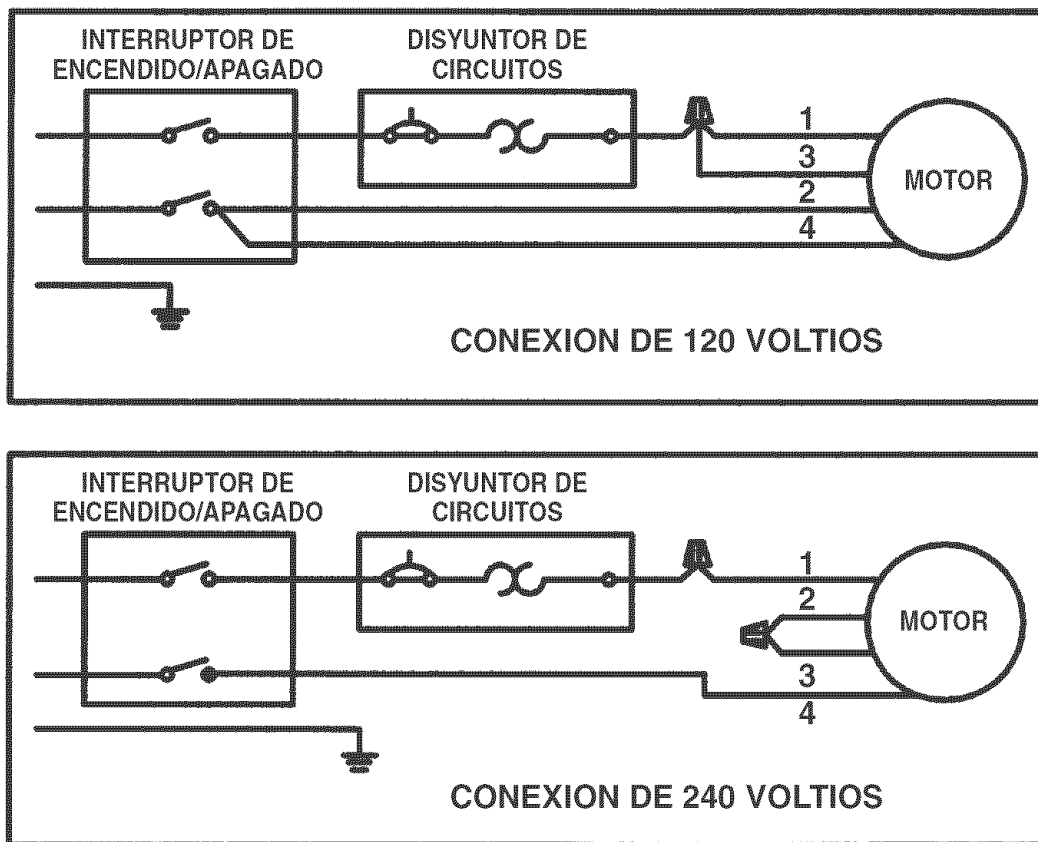 INTERRUPTOR DE
ENCENDIDO/APAGADO
DISYUNTOR DE
CIRCUITOS
1
3
2
4
MOTOR
CONEXION DE 120 VOLTIOS
INTERRUPTOR DE
ENCENDIDO/APAGADO
DISYUNTOR DE
CIRCUITOS
1
2
3
4
MOTOR
CONEXION DE 240 VOLTIOS